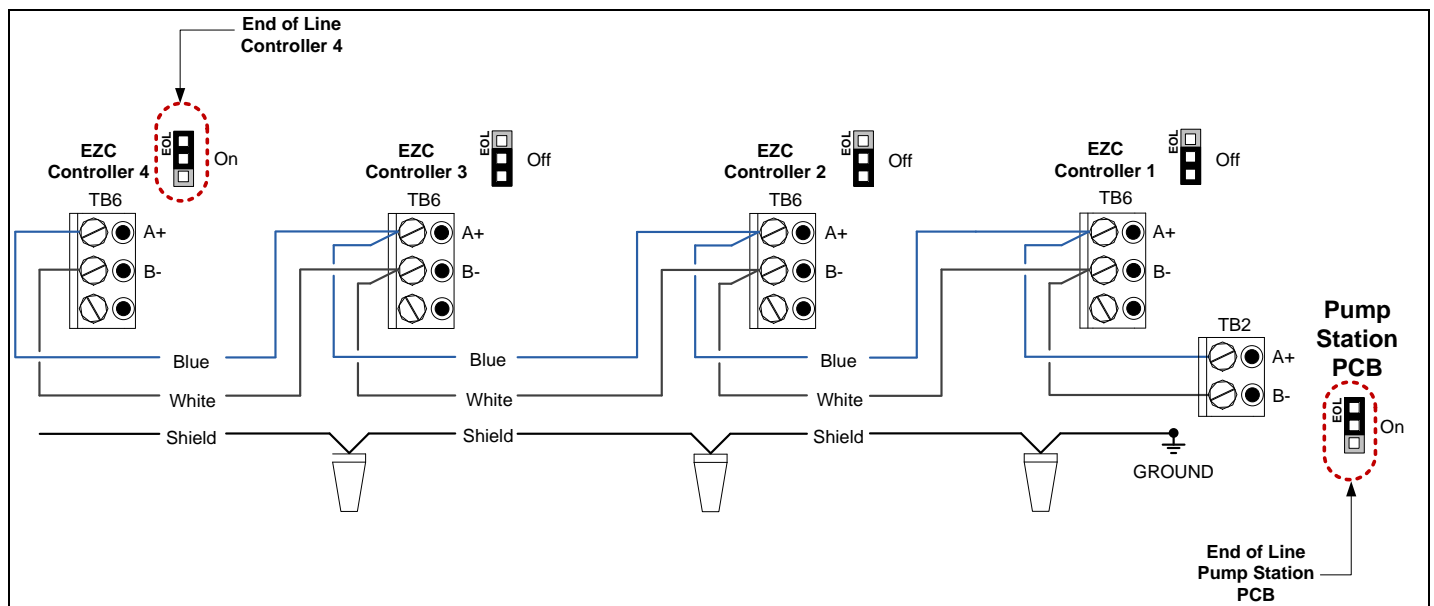 End of Line
Controller 4
EZC
Controller 4
EOL
On
TB6
A+
B-
EZC
Controller 3
EOL
Off
TB6
A+
B-
EZC
Controller 2
EOL
Off
TB6
A+
B-
EZC
Controller 1
EOL
Off
TB6
A+
B-
Pump
Station
PCB
TB2
A+
B-
EOL
On
Blue
Blue
Blue
White
White
White
Shield
Shield
Shield
GROUND
End of Line
Pump Station
PCB